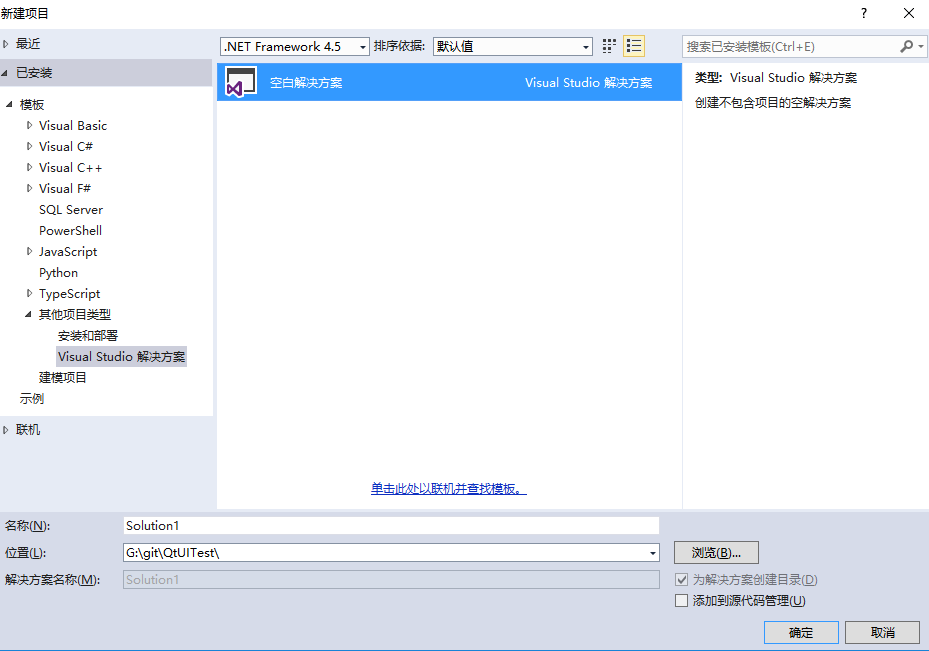 新建项目
?
最近
.NET Framework 4.5
排序依据:
默认值
搜索已安装模板(Ctrl+E)
已安装
模板
Visual Basic
Visual C#
Visual C++
Visual F#
SQL Server
PowerShell
JavaScript
Python
TypeScript
其他项目类型
安装和部署
Visual Studio 解决方案
建模项目
示例
联机
空白解决方案
Visual Studio 解决方案
类型: Visual Studio 解决方案
创建不包含项目的空解决方案
单击此处以联机并查找模板。
名称(N):
Solution1
位置(L):
G:\git\QtUITest\
浏览(B)...
解决方案名称(M):
Solution1
为解决方案创建目录(D)
添加到源代码管理(U)
确定
取消